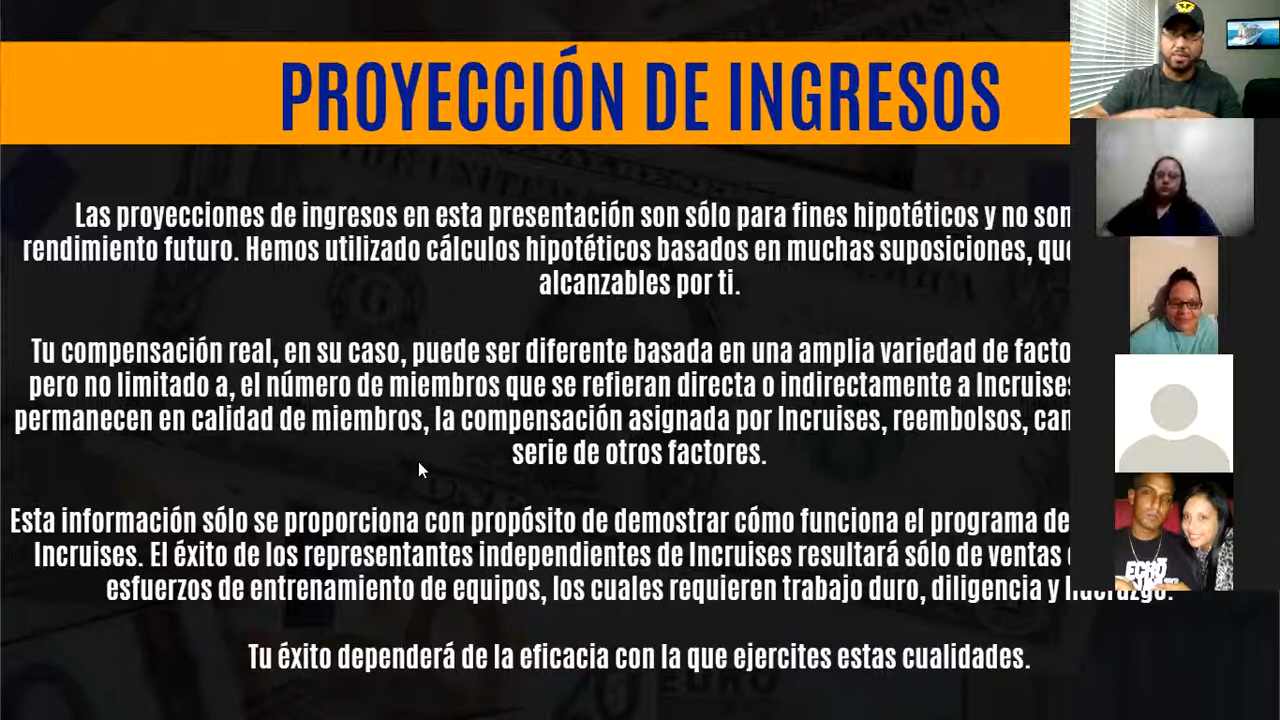 PROYECCIÓN DE INGRESOS
Las proyecciones de ingresos en esta presentación son sólo para fines hipotéticos y no son
rendimiento futuro. Hemos utilizado cálculos hipotéticos basados en muchas suposiciones,
alcanzables por ti.
Tu compensación real, en su caso, puede ser diferente basada en una amplia variedad de
pero no limitado a, el número de miembros que se refieran directa o indirectamente a Incruises
permanecen en calidad de miembros, la compensación asignada por Incruises, reembolsos,
serie de otros factores.
Esta información sólo se proporciona con propósito de demostrar cómo funciona el programa de
Incruises. El éxito de los representantes independientes de Incruises resultará sólo de ventas
esfuerzos de entrenamiento de equipos, los cuales requieren trabajo duro, diligencia y
Tu éxito dependerá de la eficacia con la que ejercites estas cualidades.